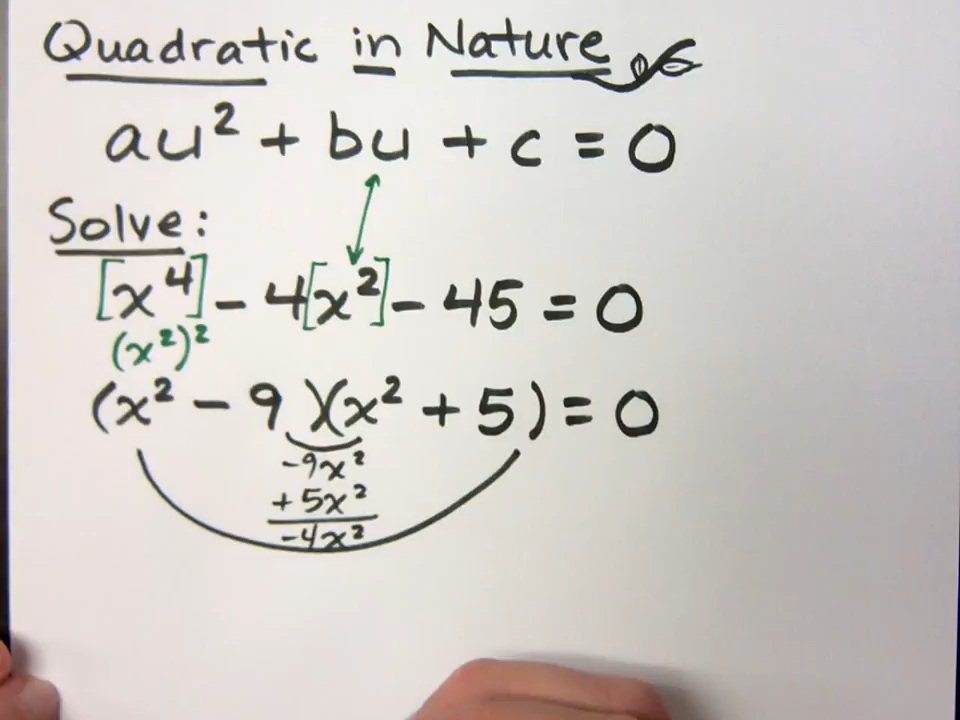 Quadratic in Nature
au² + bu + c = 0
Solve:
[x⁴] - 4[x²] - 45 = 0
(x²)²
(x² - 9)(x² + 5) = 0
-9x²
+5x²
-4x²